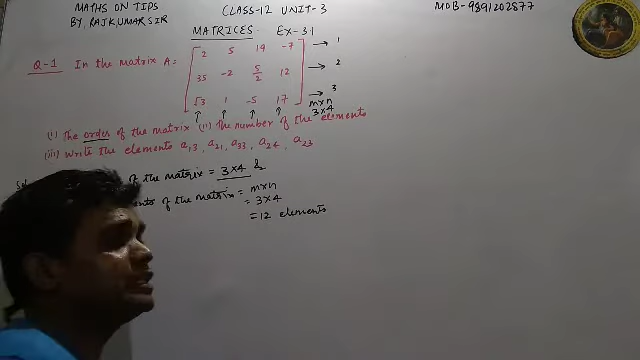 MATHS ON TIPS CLASS-12 UNIT-3 MOB-9891202877
BY, RAJKUMAR SIR
MATRICES EX-3.1
Q-1 In the matrix A =
2 5 19 -7 → 1
35 -2 5/2 12 → 2
√3 1 -5 17 → 3
↑ ↑ ↑ ↑ m×n
3×4
(i) The order of the matrix (ii) The number of the elements
(iii) Write the elements a13, a21, a33, a24, a23
of the matrix = 3×4 &
of the matrix = m×n
= 3×4
= 12 elements